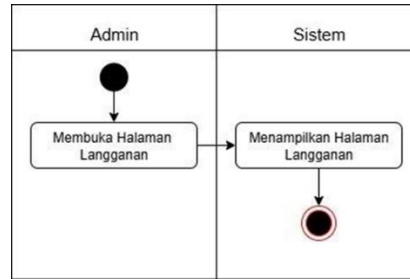 Admin
Sistem
Membuka Halaman
Langganan
Menampilkan Halaman
Langganan